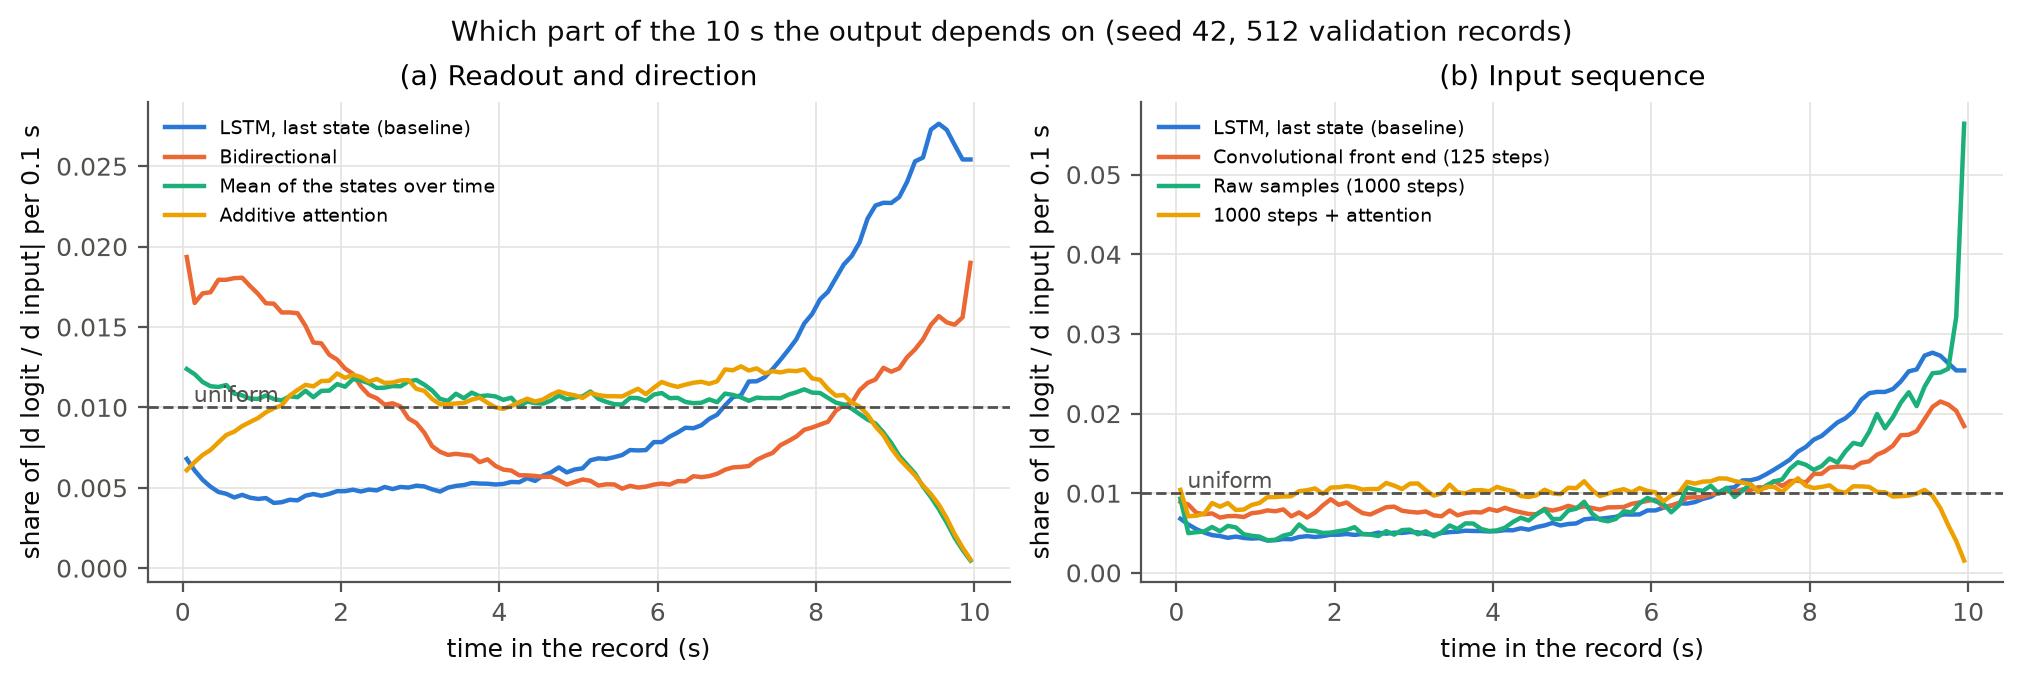 Which part of the 10 s the output depends on (seed 42, 512 validation records)
(a) Readout and direction
share of |d logit / d input| per 0.1 s
0.025
0.020
0.015
0.010
0.005
0.000
LSTM, last state (baseline)
Bidirectional
Mean of the states over time
Additive attention
uniform
0 2 4 6 8 10
time in the record (s)
(b) Input sequence
share of |d logit / d input| per 0.1 s
0.05
0.04
0.03
0.02
0.01
0.00
LSTM, last state (baseline)
Convolutional front end (125 steps)
Raw samples (1000 steps)
1000 steps + attention
uniform
0 2 4 6 8 10
time in the record (s)